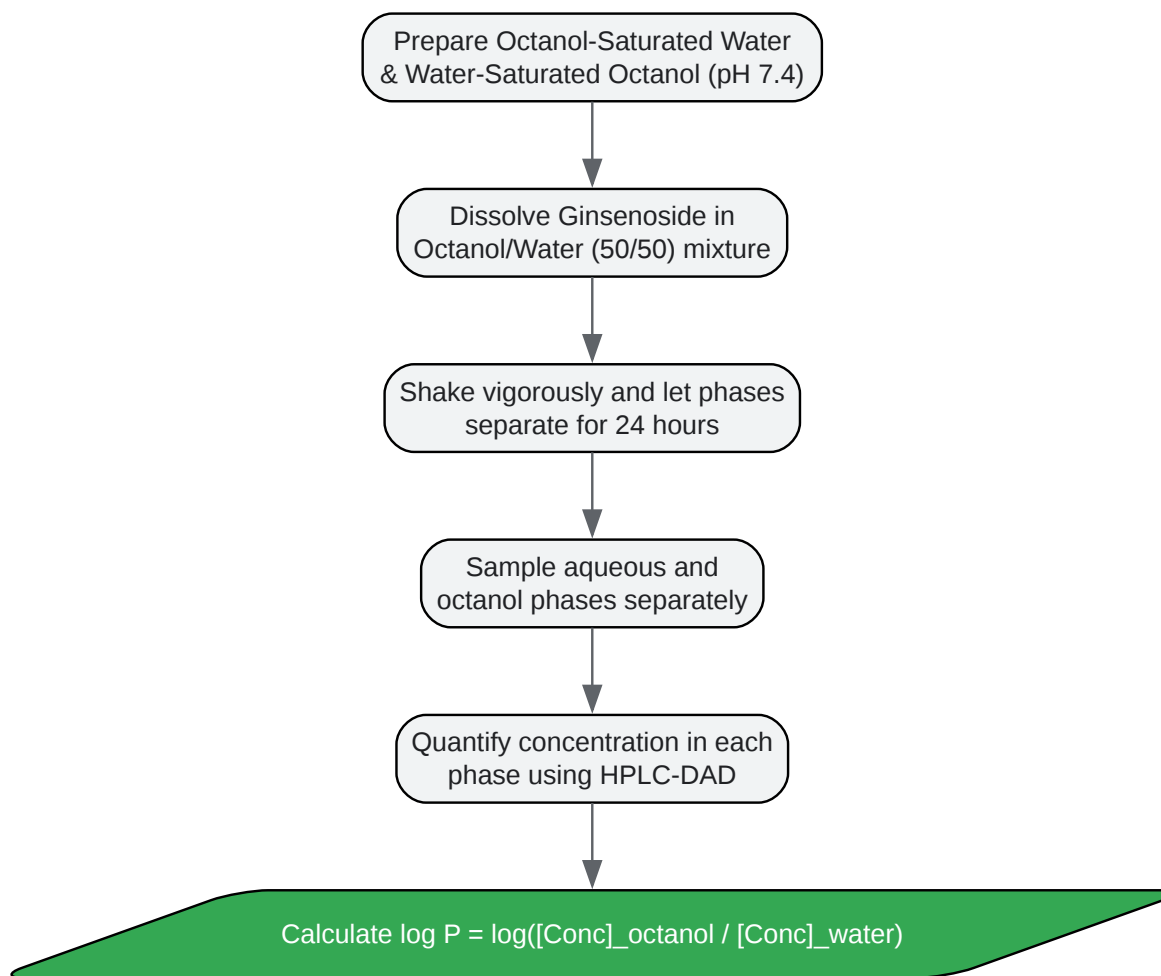 Prepare Octanol-Saturated Water
& Water-Saturated Octanol (pH 7.4)
Dissolve Ginsenoside in
Octanol/Water (50/50) mixture
Shake vigorously and let phases
separate for 24 hours
Sample aqueous and
octanol phases separately
Quantify concentration in each
phase using HPLC-DAD
Calculate log P = log([Conc]_octanol / [Conc]_water)